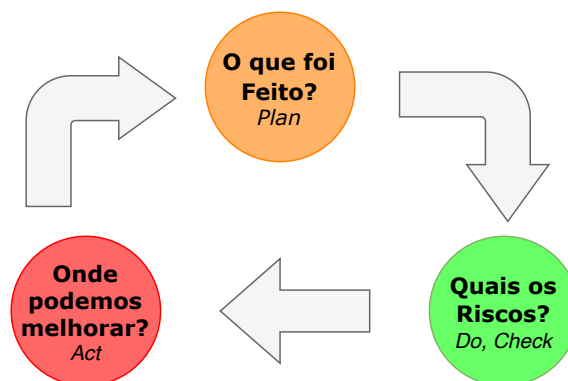 O que foi
Feito?
Plan
Quais os
Riscos?
Do, Check
Onde
podemos
melhorar?
Act